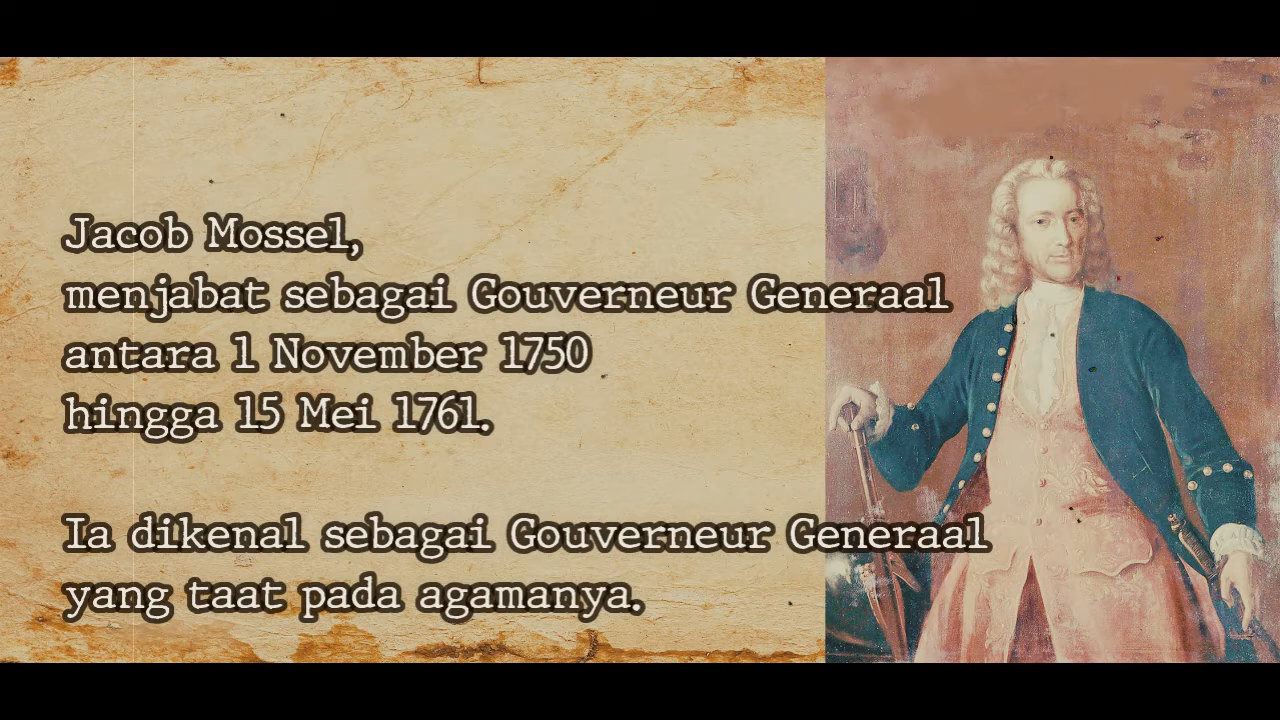 Jacob Mossel,
menjabat sebagai Gouverneur Generaal
antara 1 November 1750
hingga 15 Mei 1761.
Ia dikenal sebagai Gouverneur Generaal
yang taat pada agamanya.